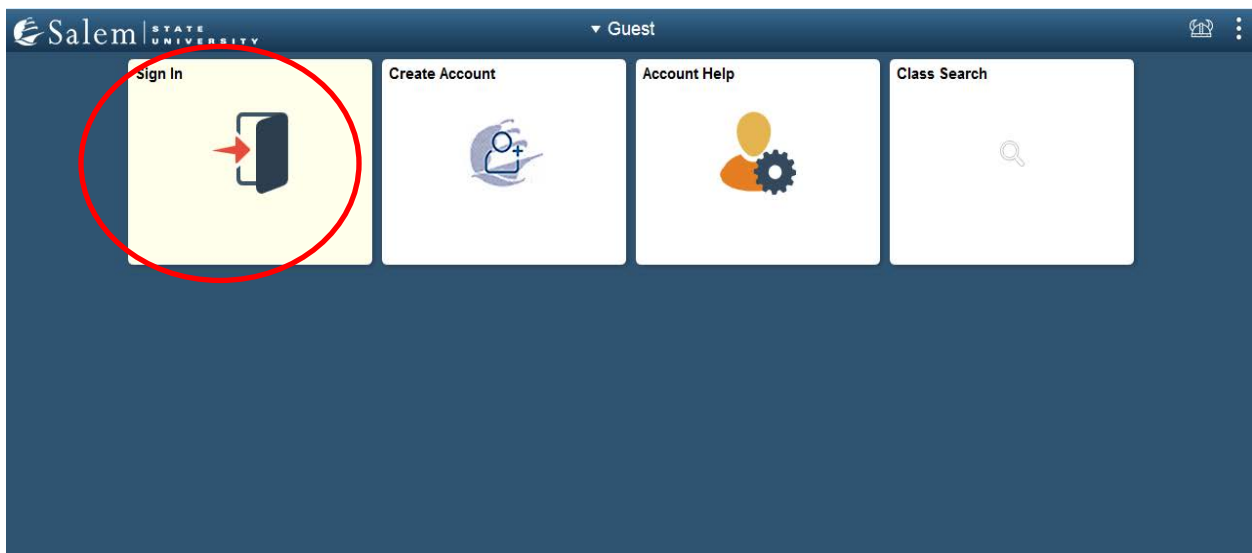 Salem STATE UNIVERSITY
Guest
Sign In
Create Account
Account Help
Class Search